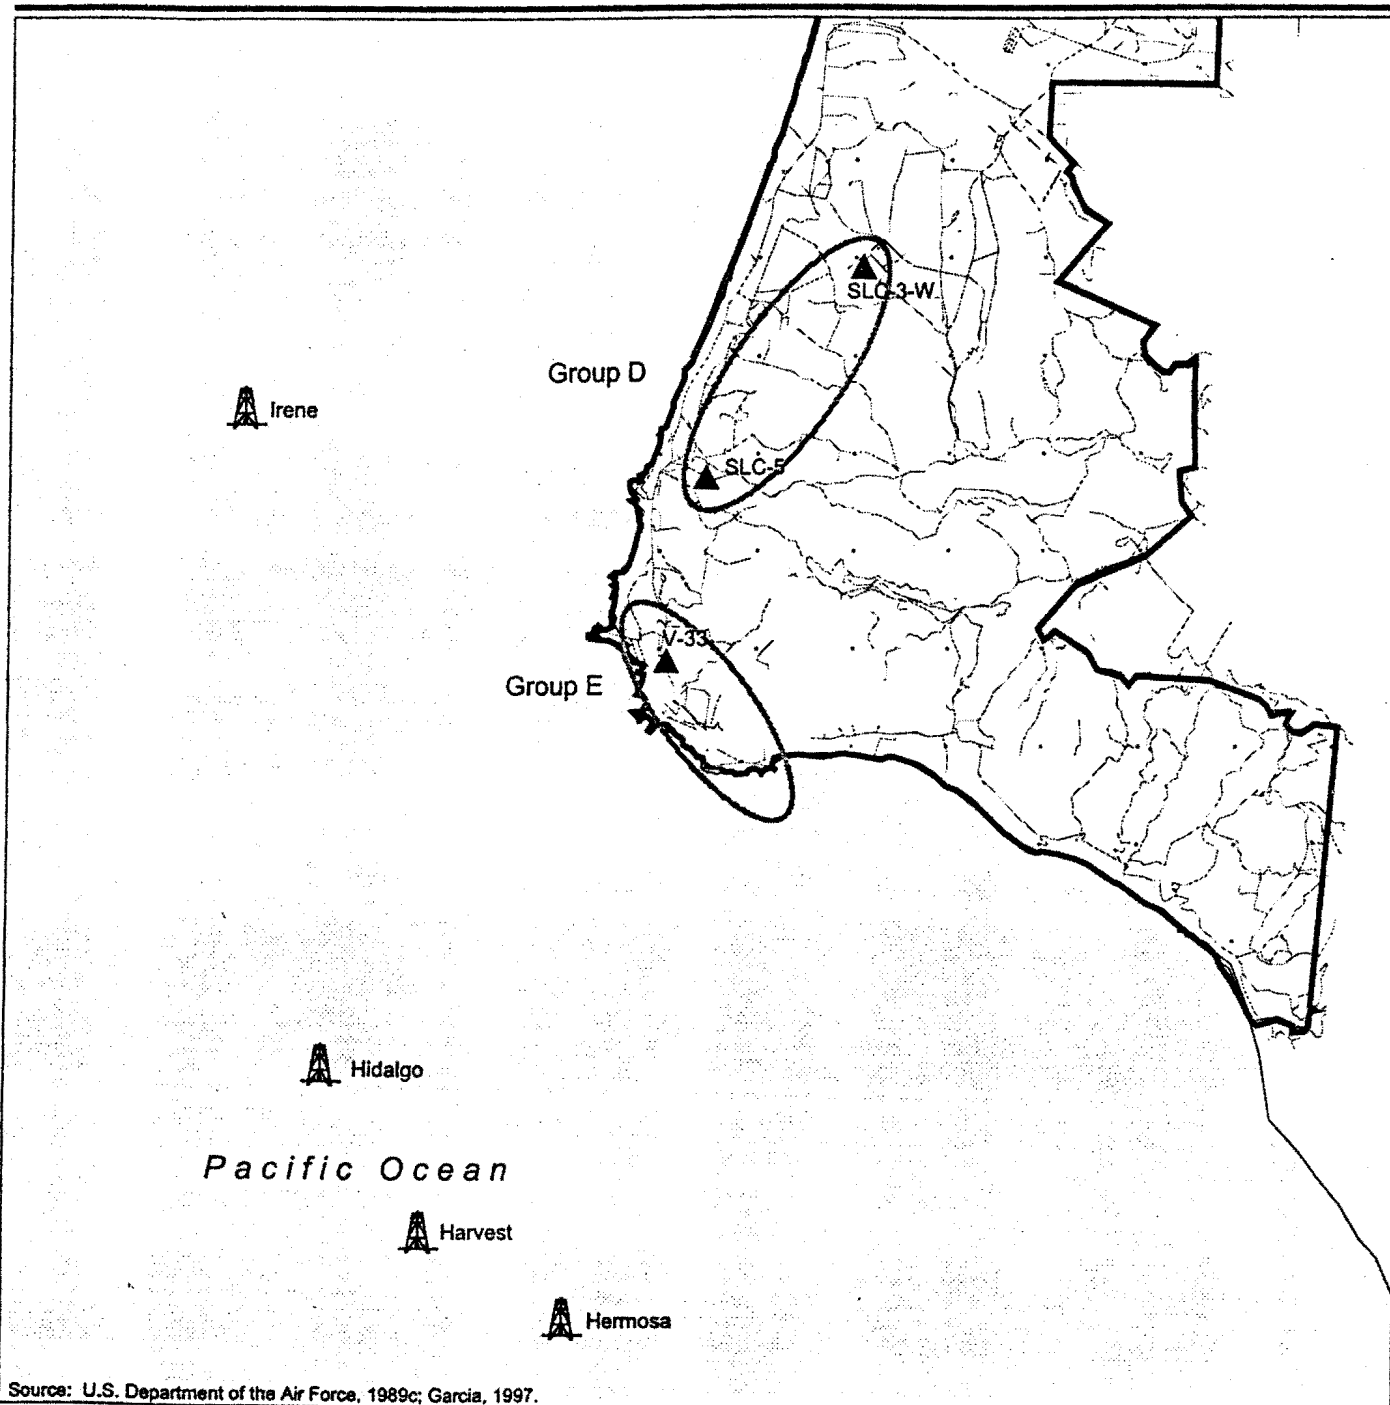 SLC-3-W
Group D
Irene
SLC-5
V-33
Group E
Hidalgo
Pacific Ocean
Harvest
Hermosa
Source: U.S. Department of the Air Force, 1989c; Garcia, 1997.